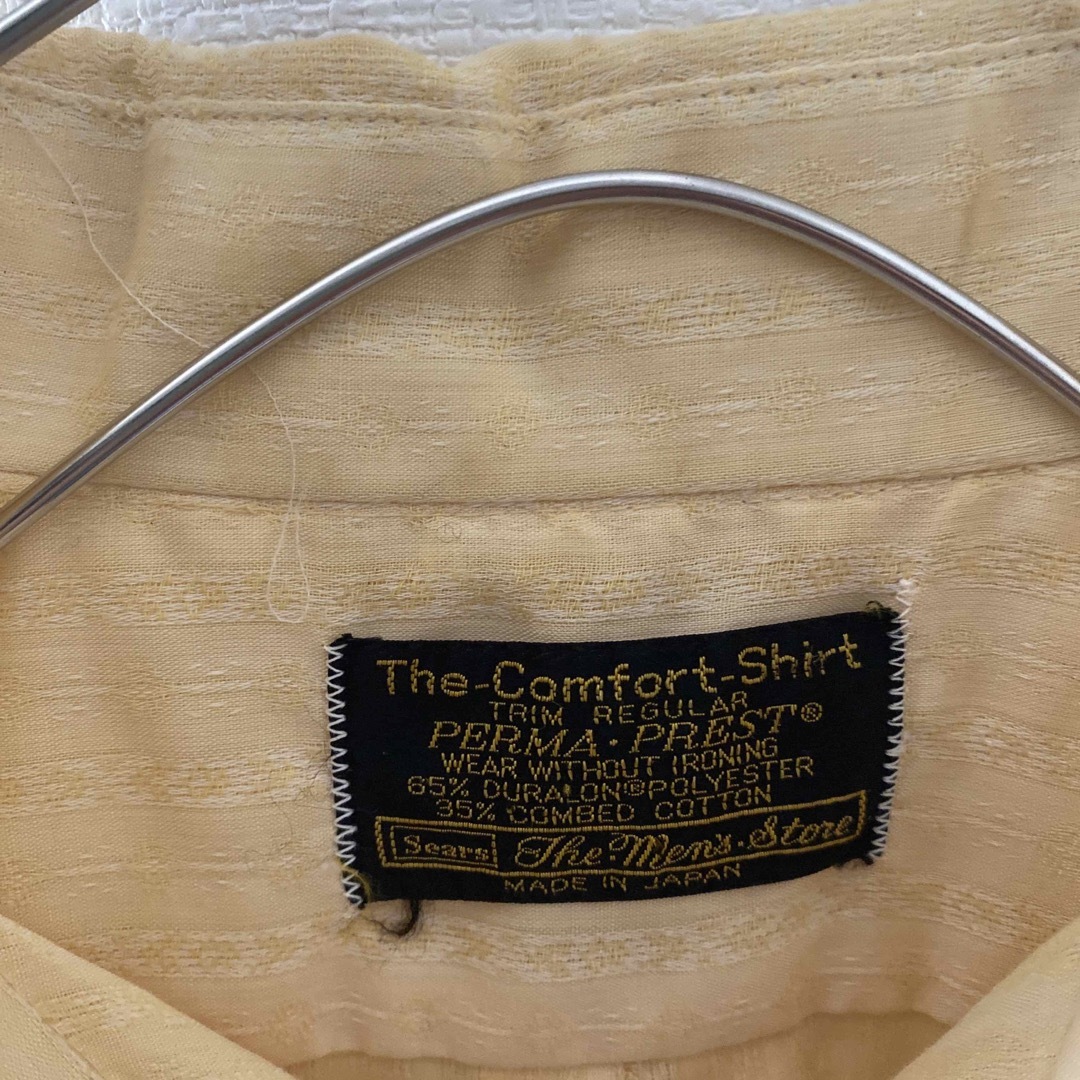 The-Comfort-Shirt
TRIM REGULAR
PERMA·PREST®
WEAR WITHOUT IRONING
65% DURALON® POLYESTER
35% COMBED COTTON
Sears The·Men's·Store
MADE IN JAPAN